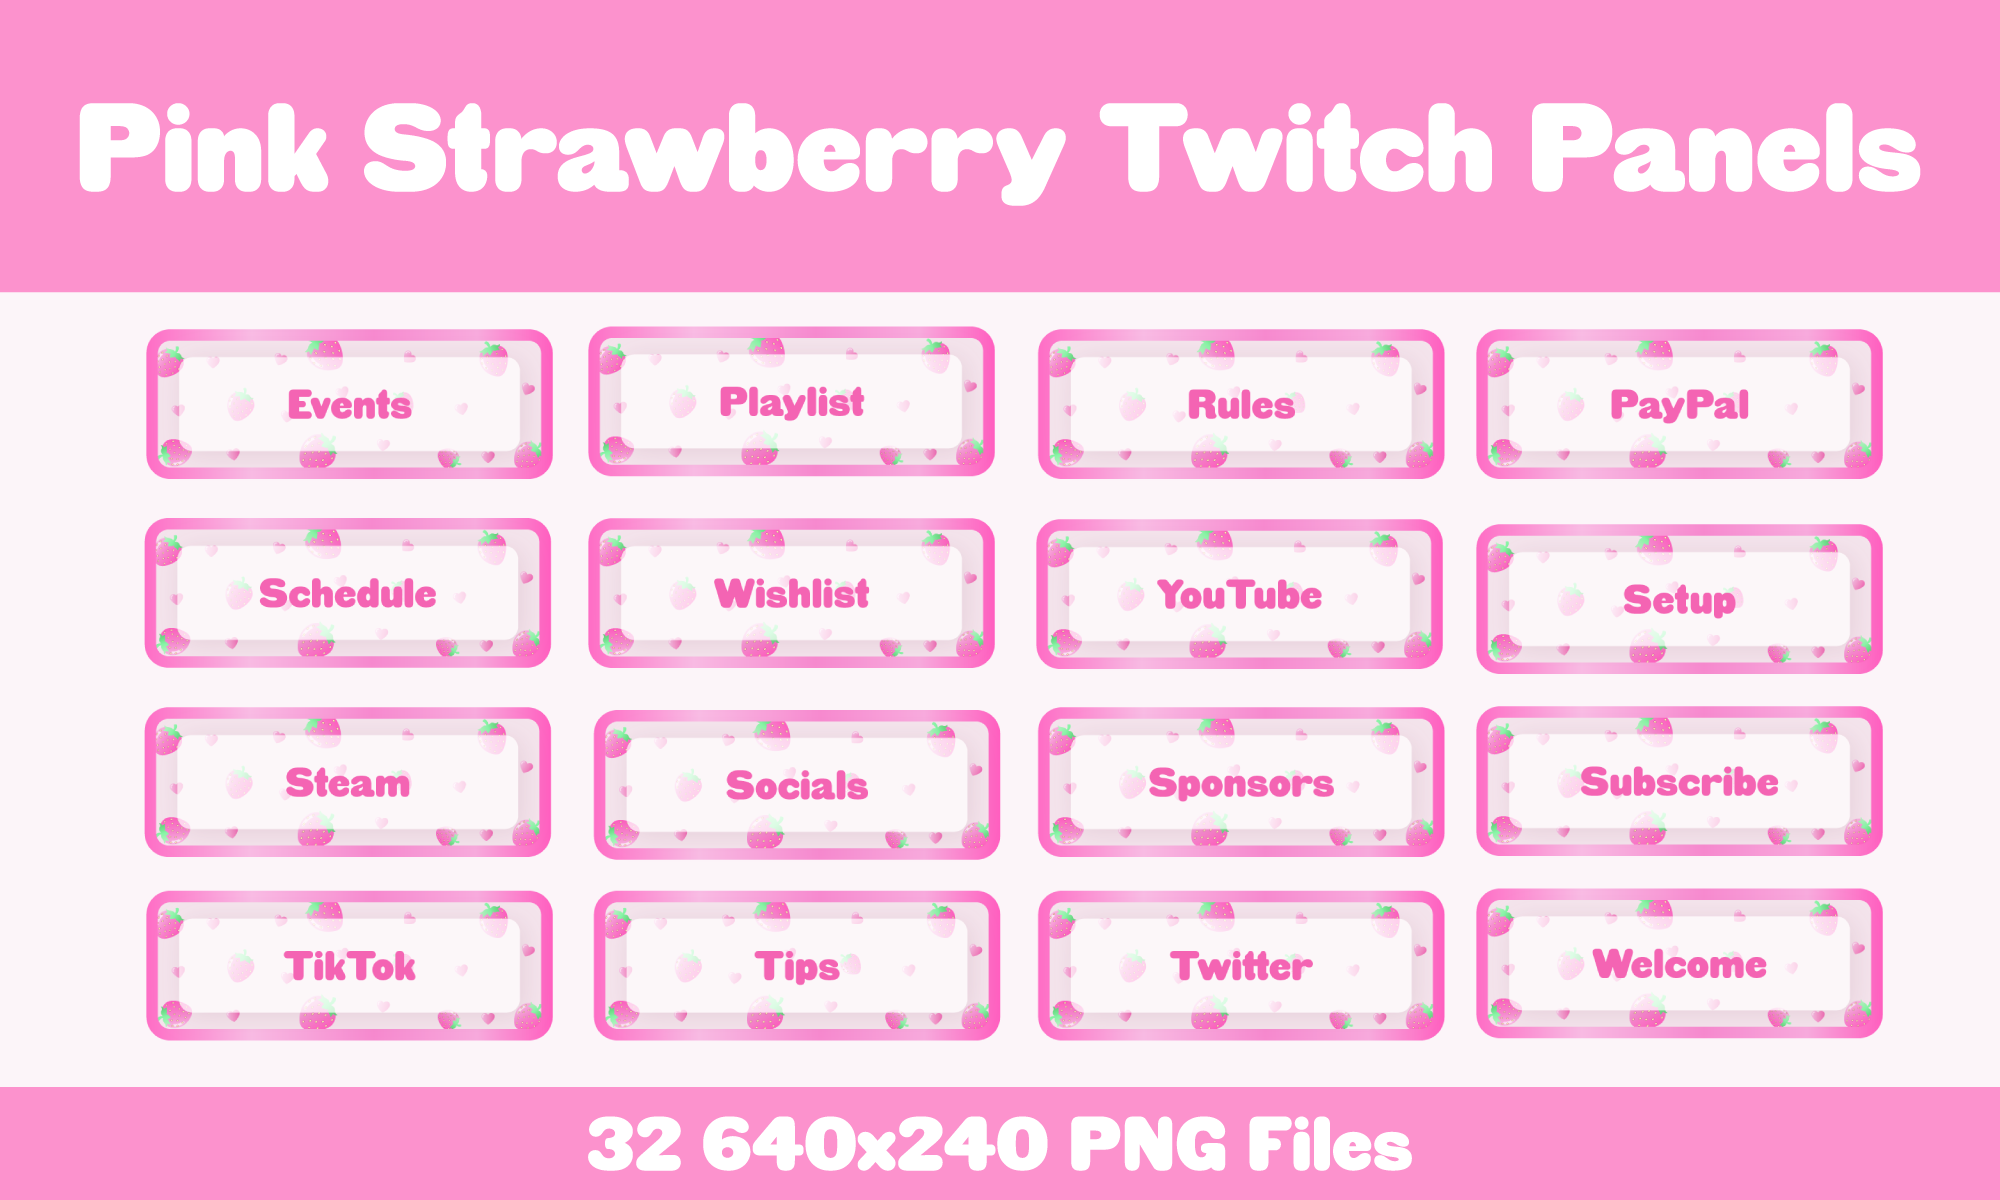 Pink Strawberry Twitch Panels
Events
Playlist
Rules
PayPal
Schedule
Wishlist
YouTube
Setup
Steam
Socials
Sponsors
Subscribe
TikTok
Tips
Twitter
Welcome
32 640x240 PNG Files